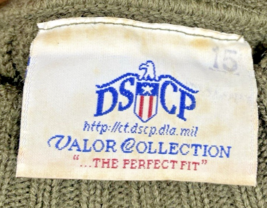 15
DSCP
http://ct.dscp.dla.mil
VALOR COLLECTION
"...THE PERFECT FIT"